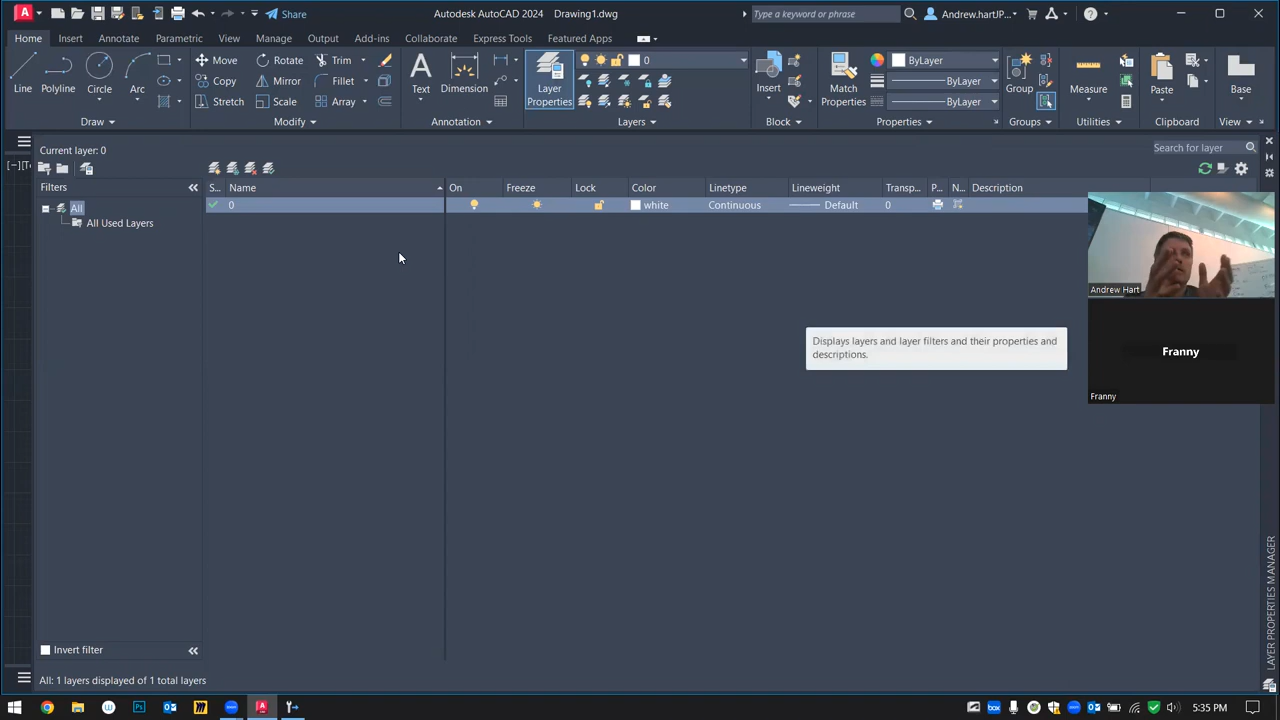 Share
Autodesk AutoCAD 2024 Drawing1.dwg
Type a keyword or phrase
Andrew.hartJP...
Home Insert Annotate Parametric View Manage Output Add-ins Collaborate Express Tools Featured Apps
Line Polyline Circle Arc
Move Rotate Trim
Copy Mirror Fillet
Stretch Scale Array
Text Dimension
Layer Properties
0
Insert
Match Properties
ByLayer
ByLayer
ByLayer
Group
Measure
Paste
Base
Draw Modify Annotation Layers Block Properties Groups Utilities Clipboard View
Current layer: 0
Search for layer
Filters
S... Name On Freeze Lock Color Linetype Lineweight Transp... P... N... Description
All
0 white Continuous Default 0
All Used Layers
Displays layers and layer filters and their properties and
descriptions.
Andrew Hart
Franny
Franny
LAYER PROPERTIES MANAGER
Invert filter
All: 1 layers displayed of 1 total layers
5:35 PM